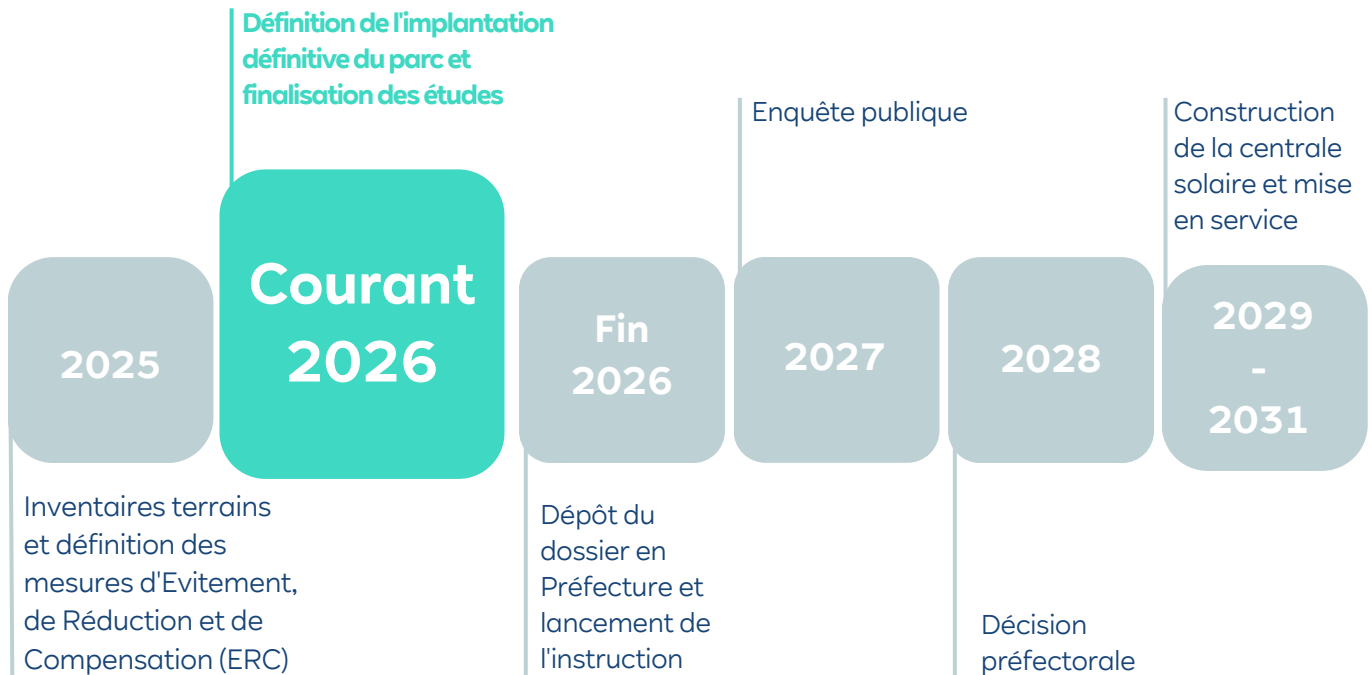 Définition de l'implantation
définitive du parc et
finalisation des études
Enquête publique
Construction
de la centrale
solaire et mise
en service
2025
Courant
2026
Fin
2026
2027
2028
2029
-
2031
Inventaires terrains
et définition des
mesures d'Evitement,
de Réduction et de
Compensation (ERC)
Dépôt du
dossier en
Préfecture et
lancement de
l'instruction
Décision
préfectorale